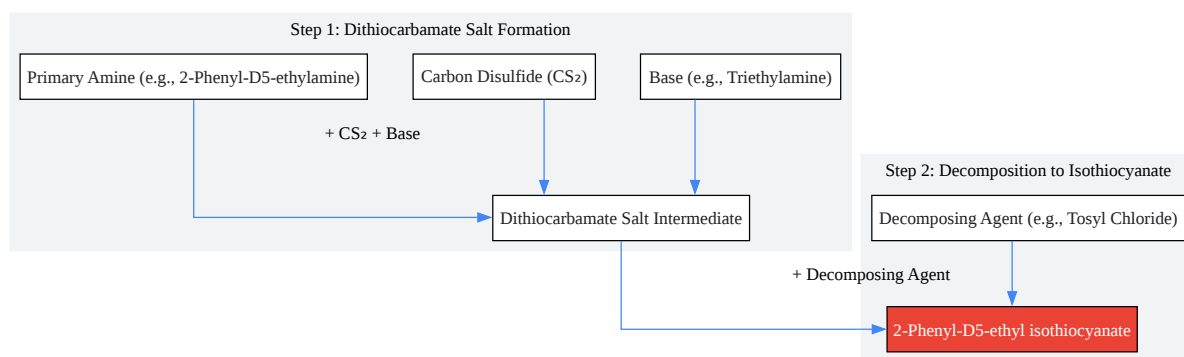 Step 1: Dithiocarbamate Salt Formation
Primary Amine (e.g., 2-Phenyl-D5-ethylamine)
Carbon Disulfide (CS₂)
Base (e.g., Triethylamine)
+ CS₂ + Base
Dithiocarbamate Salt Intermediate
Step 2: Decomposition to Isothiocyanate
Decomposing Agent (e.g., Tosyl Chloride)
+ Decomposing Agent
2-Phenyl-D5-ethyl isothiocyanate